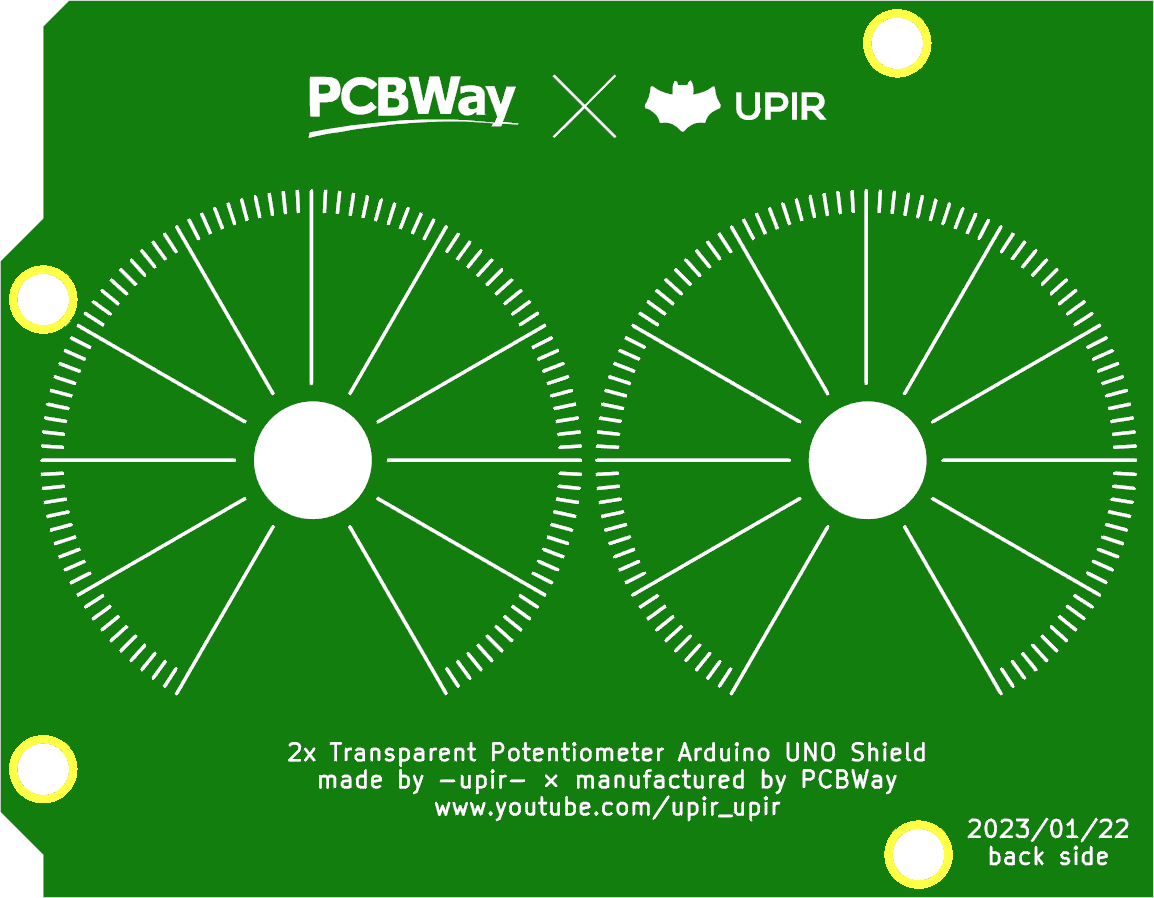 PCBWay × UPIR
2x Transparent Potentiometer Arduino UNO Shield
made by -upir- × manufactured by PCBWay
www.youtube.com/upir_upir
2023/01/22
back side